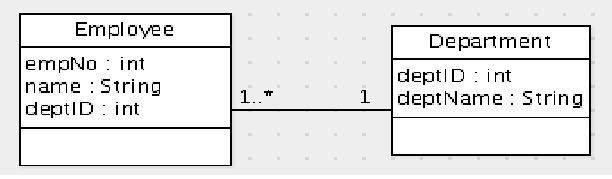 Employee
empNo : int
name : String
deptID : int
1..*
1
Department
deptID : int
deptName : String